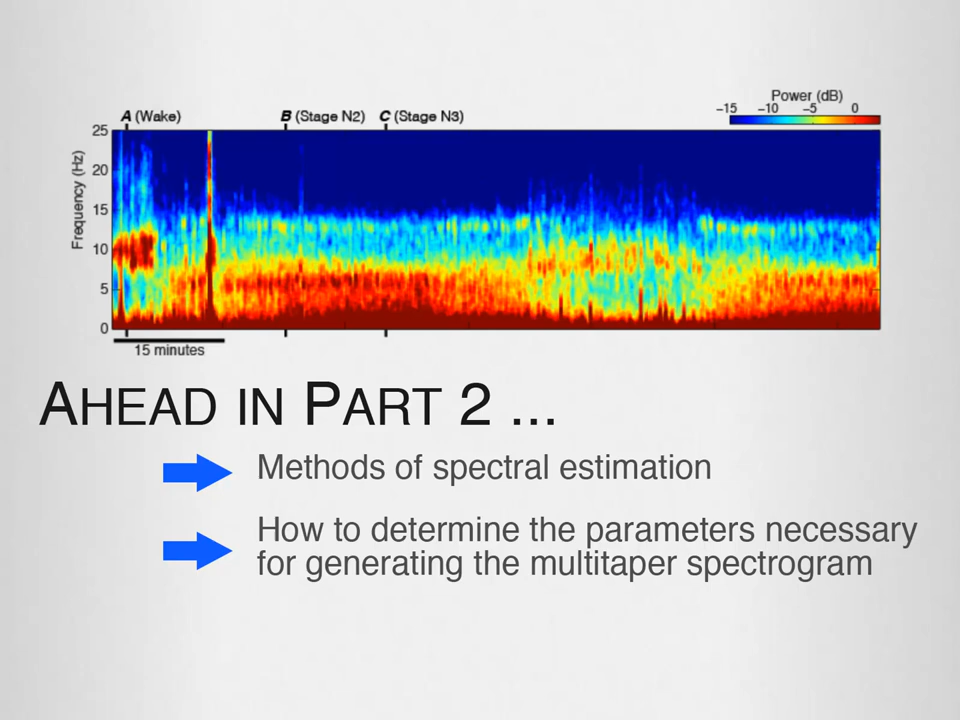 Power (dB)
−15 −10 −5 0
A (Wake) B (Stage N2) C (Stage N3)
25
20
15
10
5
0
Frequency (Hz)
15 minutes
AHEAD IN PART 2 ...
Methods of spectral estimation
How to determine the parameters necessary
for generating the multitaper spectrogram